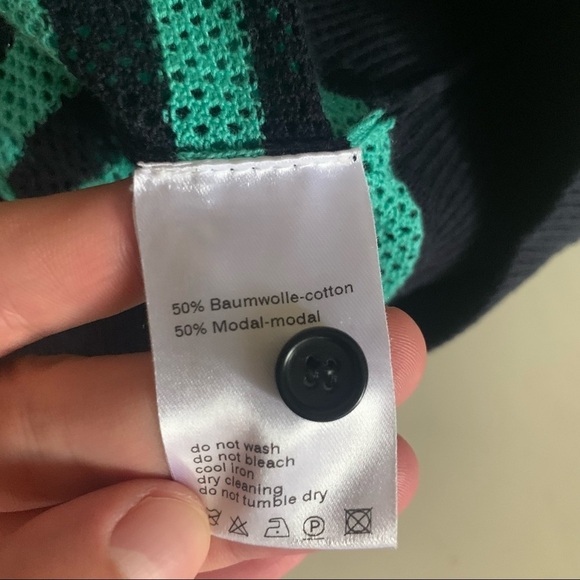 50% Baumwolle-cotton
50% Modal-modal
do not wash
do not bleach
cool iron
dry cleaning
do not tumble dry
P